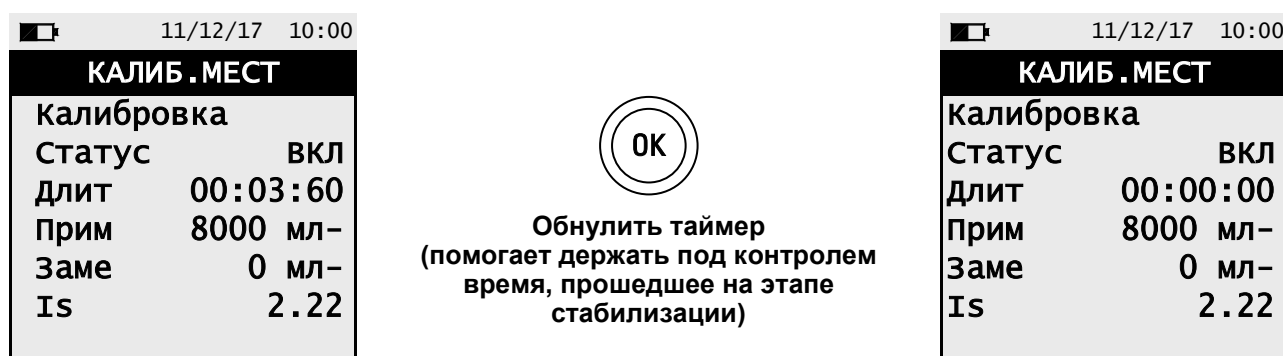 11/12/17 10:00
КАЛИБ.МЕСТ
Калибровка
Статус ВКЛ
Длит 00:03:60
Прим 8000 мл-
Заме 0 мл-
Is 2.22
OK
Обнулить таймер
(помогает держать под контролем
время, прошедшее на этапе
стабилизации)
11/12/17 10:00
КАЛИБ.МЕСТ
Калибровка
Статус ВКЛ
Длит 00:00:00
Прим 8000 мл-
Заме 0 мл-
Is 2.22